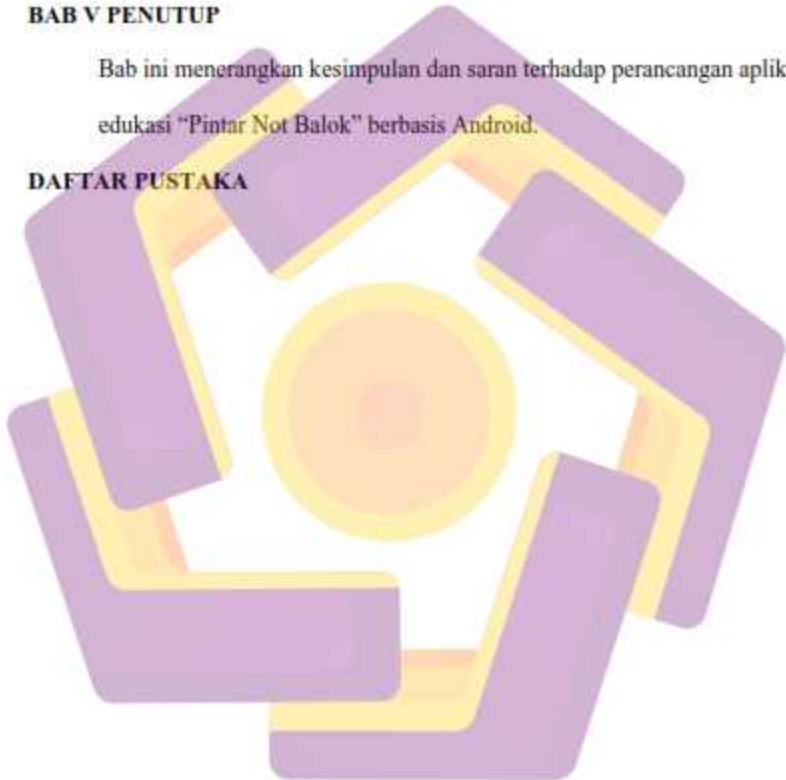 BAB V PENUTUP
Bab ini menerangkan kesimpulan dan saran terhadap perancangan aplik
edukasi “Pintar Not Balok” berbasis Android.
DAFTAR PUSTAKA